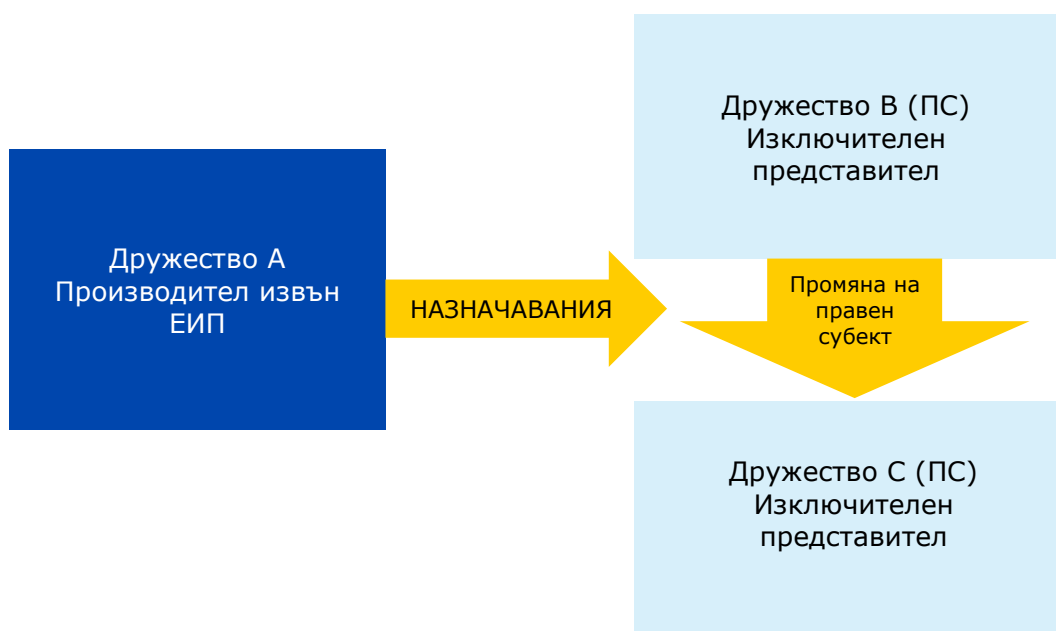 Дружество А
Производител извън
ЕИП
НАЗНАЧАВАНИЯ
Дружество B (ПС)
Изключителен
представител
Промяна на
правен
субект
Дружество C (ПС)
Изключителен
представител